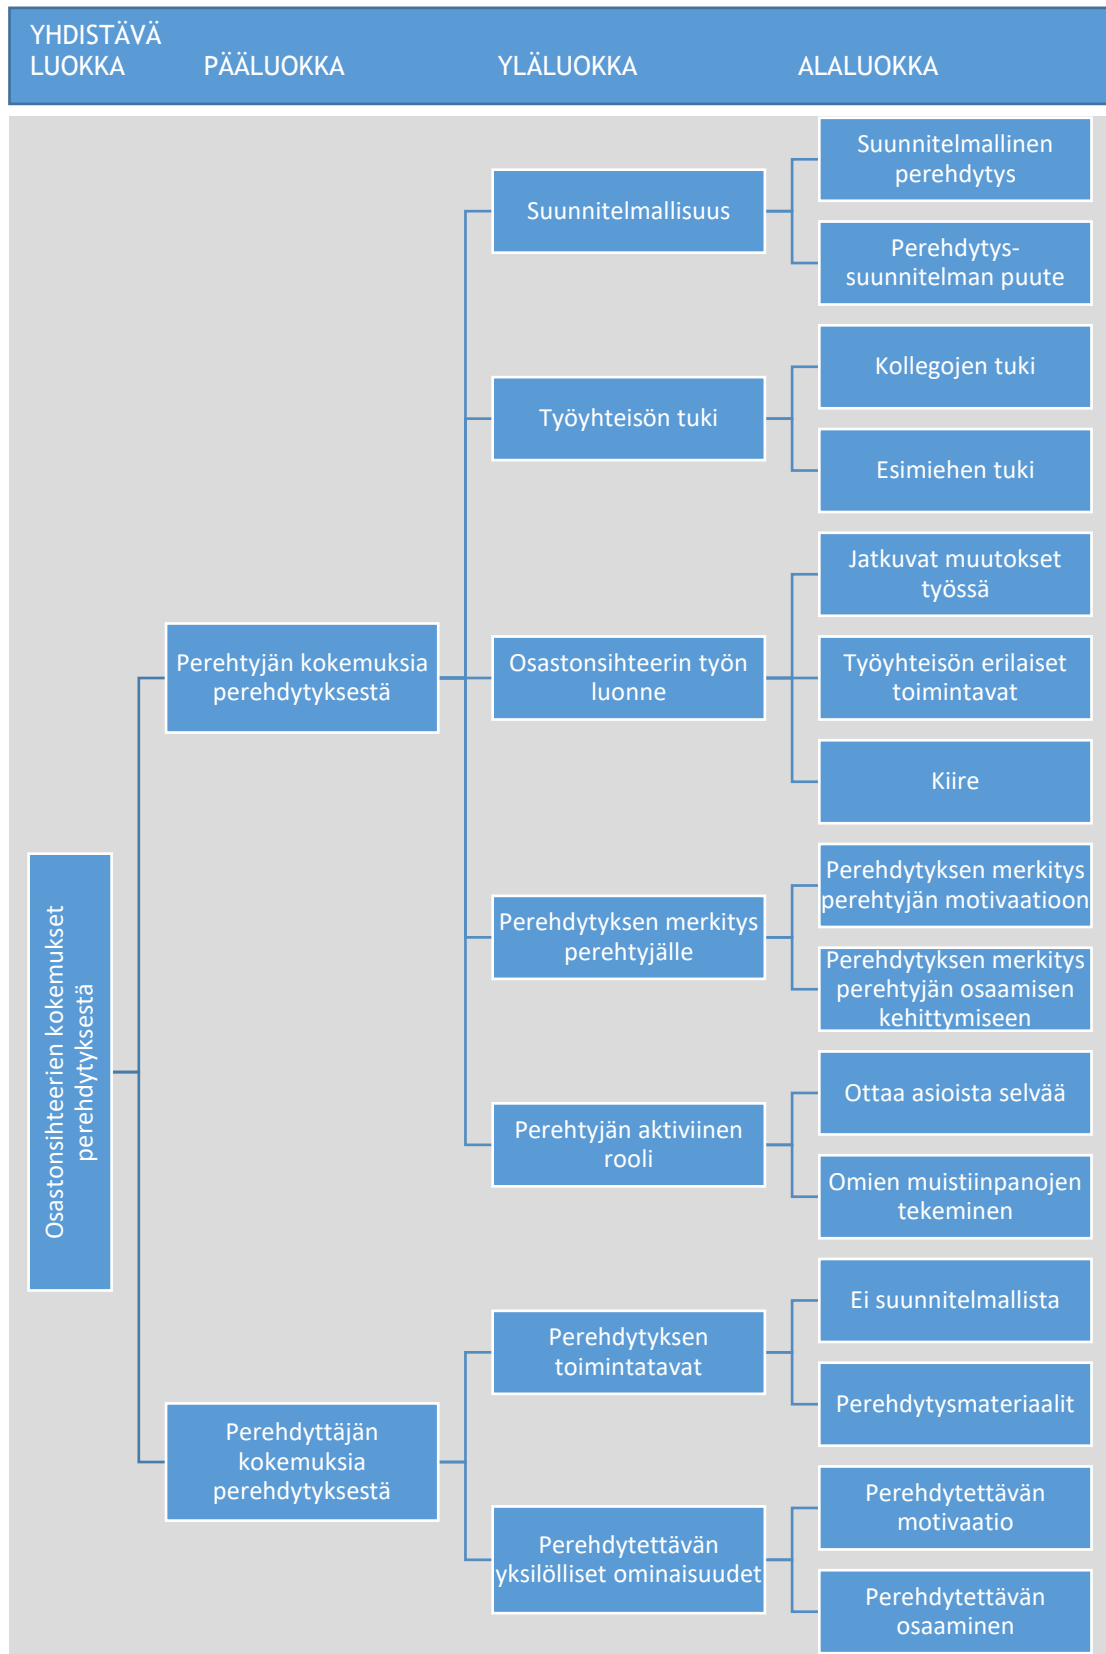 YHDISTÄVÄ
LUOKKA
PÄÄLUOKKA
YLÄLUOKKA
ALALUOKKA
Osastonsihteerien kokemukset
perehdytyksestä
Perehtyjän kokemuksia
perehdytyksestä
Suunnitelmallisuus
Suunnitelmallinen
perehdytys
Perehdytys-
suunnitelman puute
Työyhteisön tuki
Kollegojen tuki
Esimiehen tuki
Osastonsihteerin työn
luonne
Jatkuvat muutokset
työssä
Työyhteisön erilaiset
toimintavat
Kiire
Perehdytyksen merkitys
perehtyjälle
Perehdytyksen merkitys
perehtyjän motivaatioon
Perehdytyksen merkitys
perehtyjän osaamisen
kehittymiseen
Perehtyjän aktiviinen
rooli
Ottaa asioista selvää
Omien muistiinpanojen
tekeminen
Perehdyttäjän
kokemuksia
perehdytyksestä
Perehdytyksen
toimintatavat
Ei suunnitelmallista
Perehdytysmateriaalit
Perehdytettävän
yksilölliset ominaisuudet
Perehdytettävän
motivaatio
Perehdytettävän
osaaminen